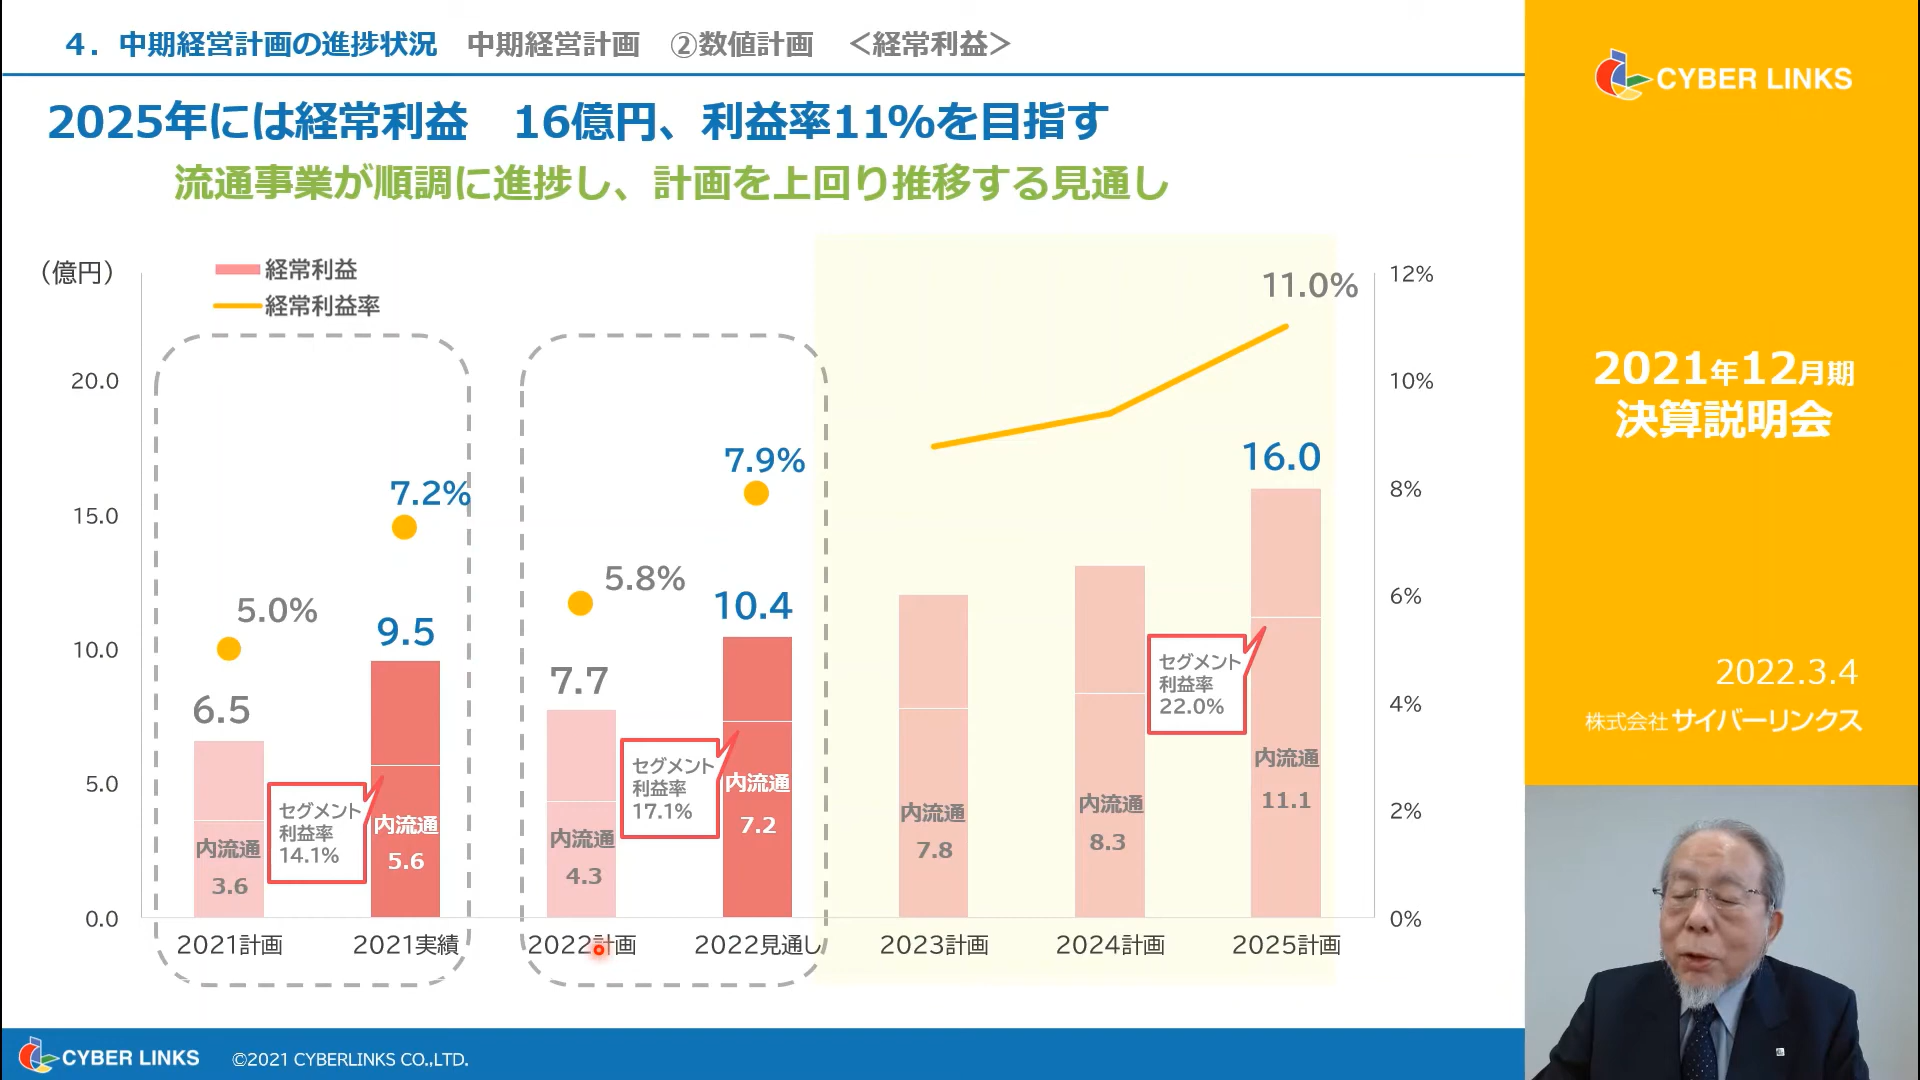 4．中期経営計画の進捗状況　中期経営計画　②数値計画　＜経常利益＞
2025年には経常利益　16億円、利益率11%を目指す
流通事業が順調に進捗し、計画を上回り推移する見通し
（億円）
経常利益
経常利益率
20.0
15.0
10.0
5.0
0.0
12%
10%
8%
6%
4%
2%
0%
5.0%
6.5
内流通
3.6
2021計画
7.2%
9.5
セグメント
利益率
14.1%
内流通
5.6
2021実績
5.8%
7.7
内流通
4.3
2022計画
7.9%
10.4
セグメント
利益率
17.1%
内流通
7.2
2022見通し
内流通
7.8
2023計画
内流通
8.3
2024計画
11.0%
16.0
セグメント
利益率
22.0%
内流通
11.1
2025計画
CYBER LINKS
©2021 CYBERLINKS CO.,LTD.
CYBER LINKS
2021年12月期
決算説明会
2022.3.4
株式会社サイバーリンクス